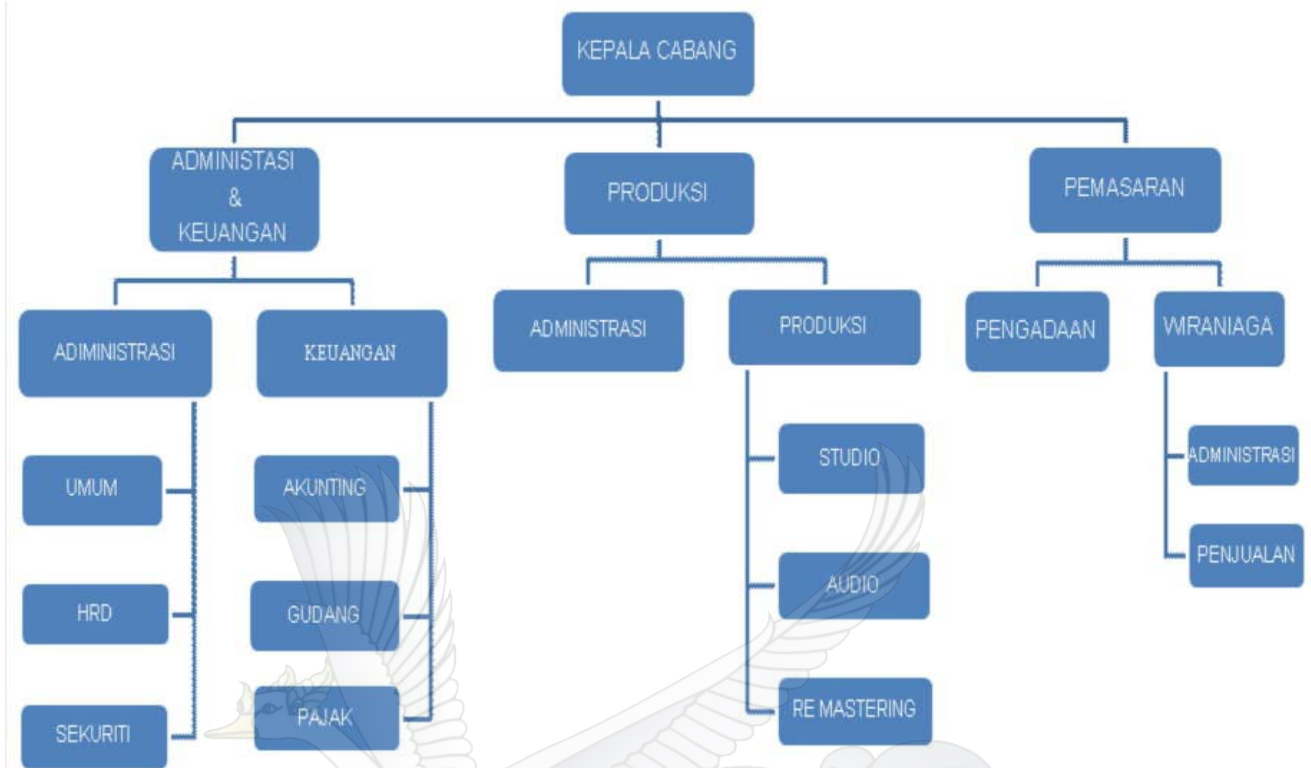 KEPALA CABANG
ADMINISTASI
&
KEUANGAN
PRODUKSI
PEMASARAN
ADIMINISTRASI
KEUANGAN
ADMINISTRASI
PRODUKSI
PENGADAAN
WIRANIAGA
UMUM
HRD
SEKURITI
AKUNTING
GUDANG
PAJAK
STUDIO
AUDIO
RE MASTERING
ADMINISTRASI
PENJUALAN